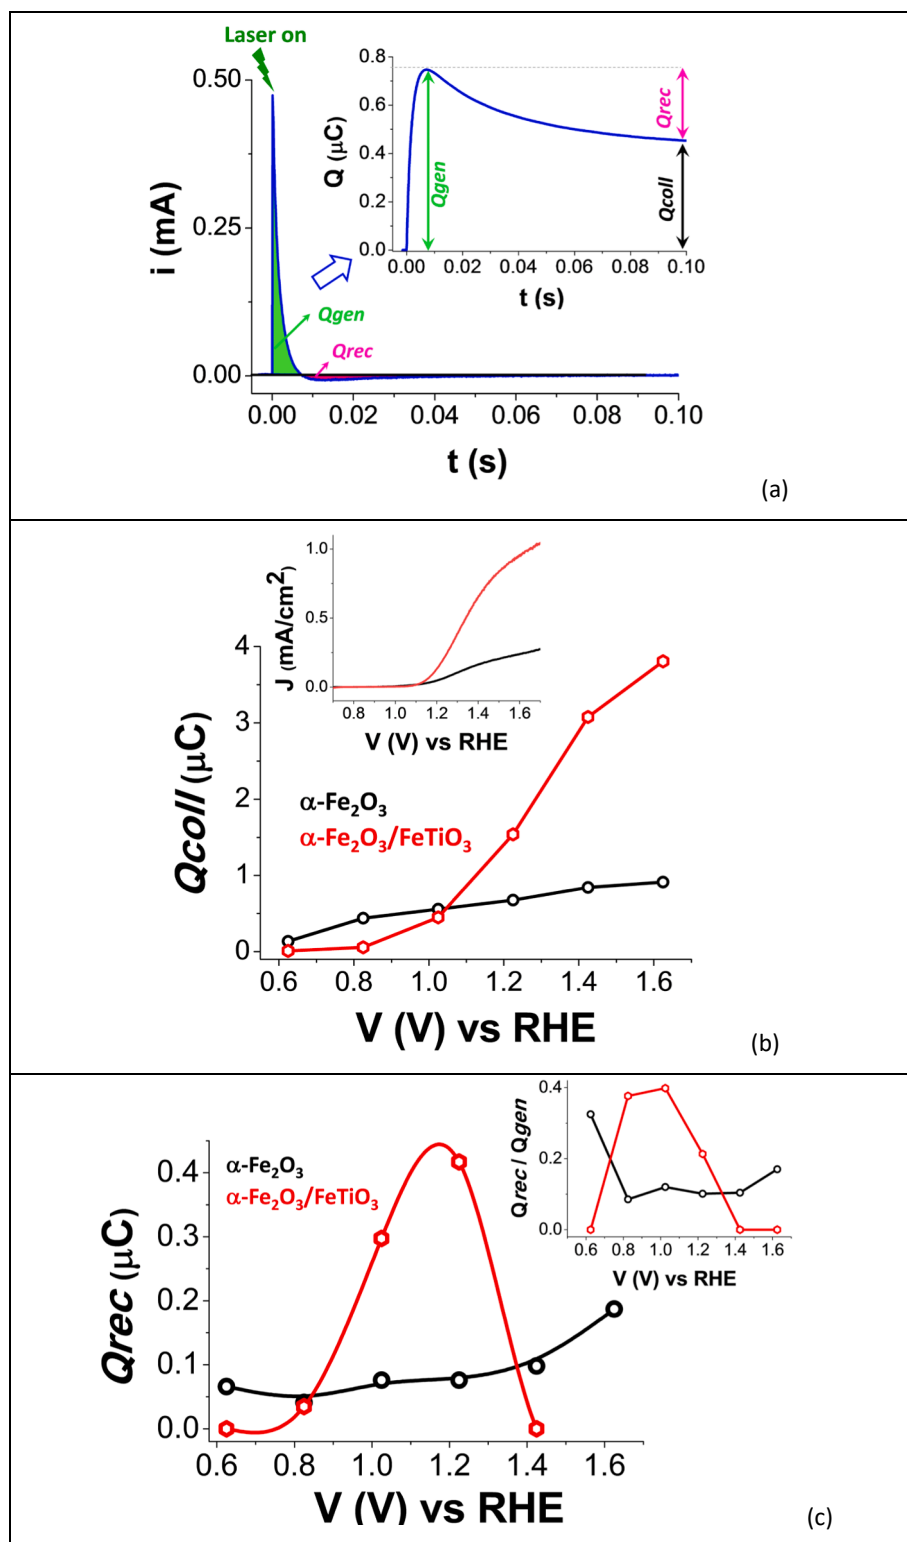 Laser on
0.50
0.25
0.00
i (mA)
0.00
0.02
0.04
0.06
0.08
0.10
t (s)
Qgen
Qrec
0.8
0.6
0.4
0.2
0.0
Q (μC)
Qgen
Qrec
Qcoll
0.00
0.02
0.04
0.06
0.08
0.10
t (s)
(a)
1.0
0.5
0.0
J (mA/cm²)
0.8
1.0
1.2
1.4
1.6
V (V) vs RHE
4
3
2
1
0
Qcoll (μC)
α-Fe₂O₃
α-Fe₂O₃/FeTiO₃
0.6
0.8
1.0
1.2
1.4
1.6
V (V) vs RHE
(b)
0.4
0.2
0.0
Qrec / Qgen
0.6
0.8
1.0
1.2
1.4
1.6
V (V) vs RHE
0.4
0.3
0.2
0.1
0.0
Qrec (μC)
α-Fe₂O₃
α-Fe₂O₃/FeTiO₃
0.6
0.8
1.0
1.2
1.4
1.6
V (V) vs RHE
(c)